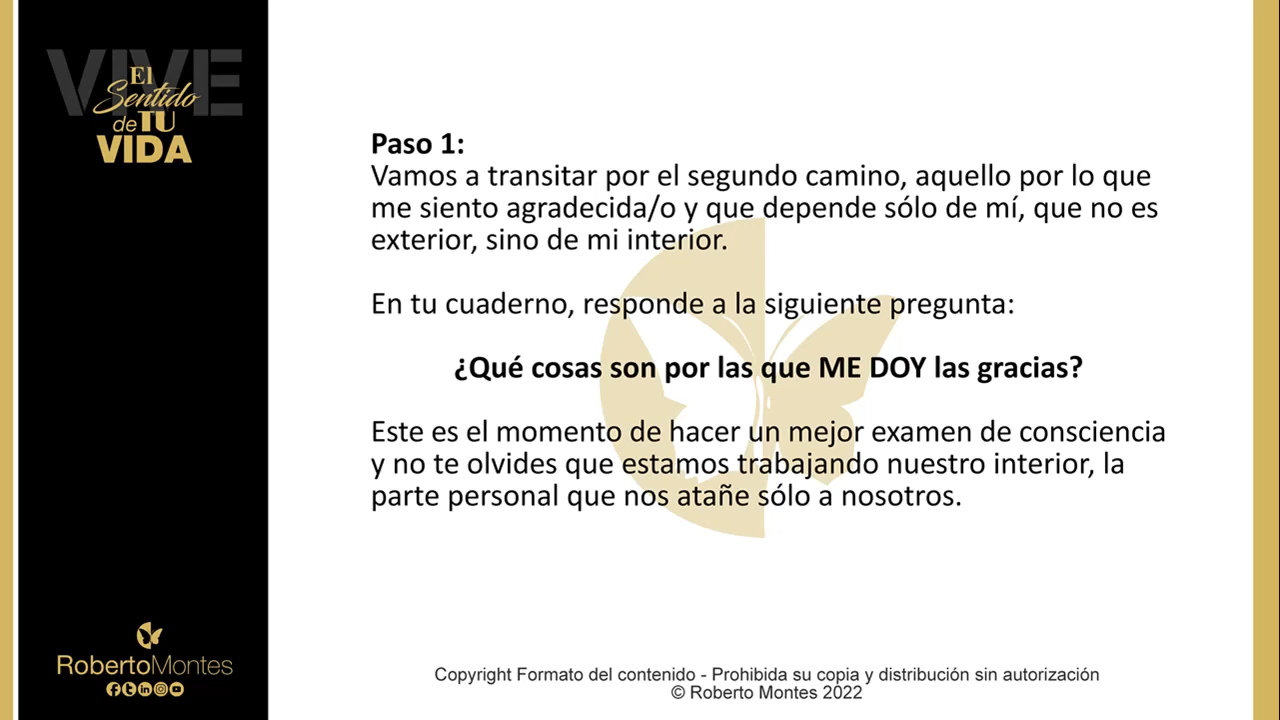 VIVE
El
Sentido
de TU
VIDA
Paso 1:
Vamos a transitar por el segundo camino, aquello por lo que
me siento agradecida/o y que depende sólo de mí, que no es
exterior, sino de mi interior.
En tu cuaderno, responde a la siguiente pregunta:
¿Qué cosas son por las que ME DOY las gracias?
Este es el momento de hacer un mejor examen de consciencia
y no te olvides que estamos trabajando nuestro interior, la
parte personal que nos atañe sólo a nosotros.
RobertoMontes
Copyright Formato del contenido - Prohibida su copia y distribución sin autorización
© Roberto Montes 2022